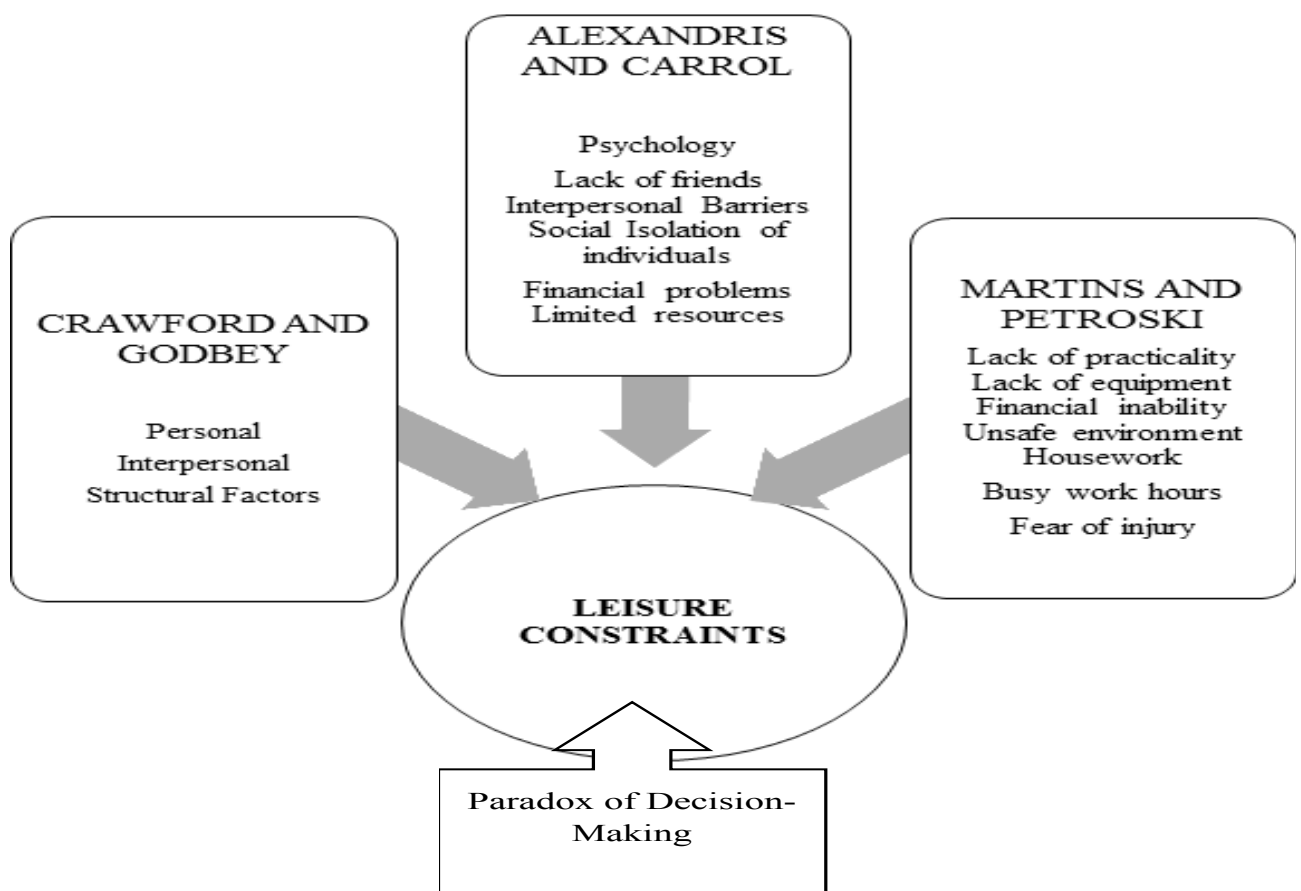 ALEXANDRIS
AND CARROL
Psychology
Lack of friends
Interpersonal Barriers
Social Isolation of
individuals
Financial problems
Limited resources
CRAWFORD AND
GODBEY
Personal
Interpersonal
Structural Factors
MARTINS AND
PETROSKI
Lack of practicality
Lack of equipment
Financial inability
Unsafe environment
Housework
Busy work hours
Fear of injury
LEISURE
CONSTRAINTS
Paradox of Decision-
Making